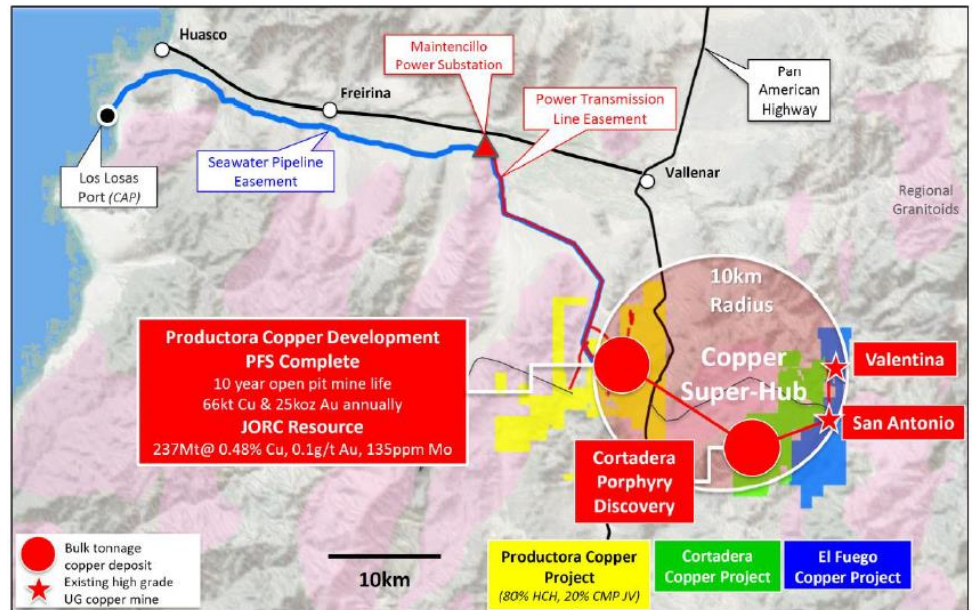 Huasco
Maintencillo
Power Substation
Pan
American
Highway
Freirina
Power Transmission
Line Easement
Los Losas
Port (CAP)
Seawater Pipeline
Easement
Vallenar
Regional
Granitoids
10km
Radius
Productora Copper Development
PFS Complete
10 year open pit mine life
66kt Cu & 25koz Au annually
JORC Resource
237Mt@ 0.48% Cu, 0.1g/t Au, 135ppm Mo
Copper
Super-Hub
Valentina
San Antonio
Cortadera
Porphyry
Discovery
Bulk tonnage
copper deposit
Existing high grade
UG copper mine
10km
Productora Copper
Project
(80% HCH, 20% CMP JV)
Cortadera
Copper Project
El Fuego
Copper Project